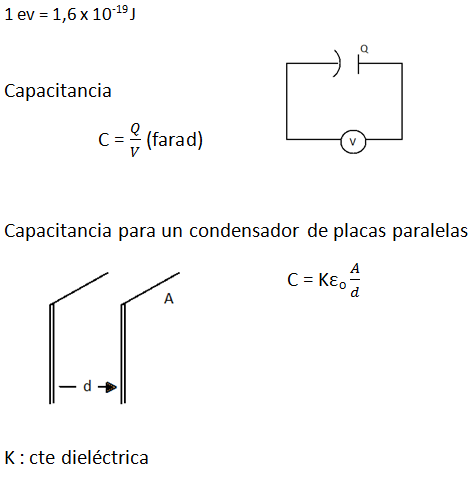 1 ev = 1,6 x 10⁻¹⁹ J
Q
Capacitancia
C = Q/V (farad)
V
Capacitancia para un condensador de placas paralelas
C = Kε₀ A/d
A
d
K : cte dieléctrica